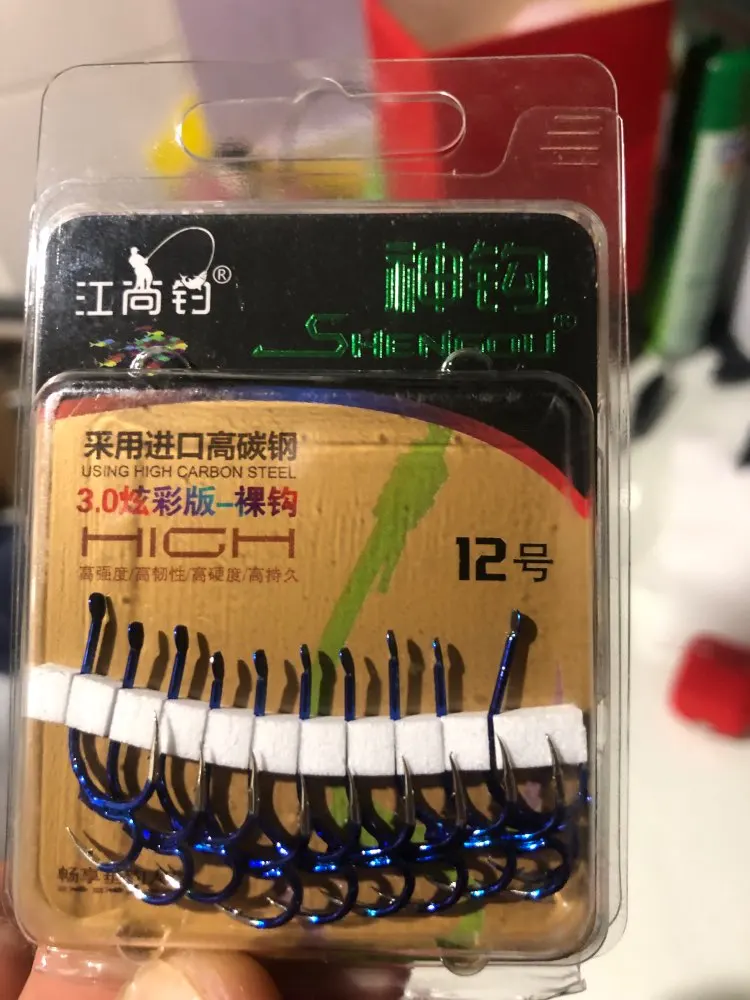 江尚钓®
神钩
SHENGOU®
采用进口高碳钢
USING HIGH CARBON STEEL
3.0炫彩版-裸钩
HIGH
高强度/高韧性/高硬度/高持久
12号
畅享